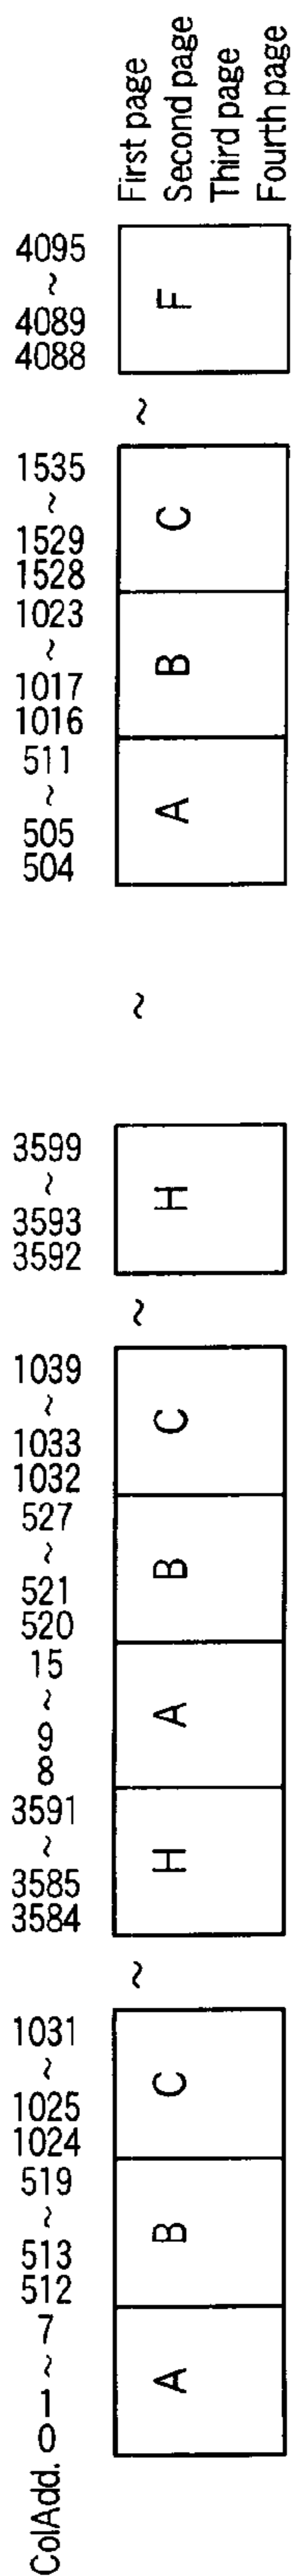 ColAdd. 0 1 ~ 7 512 513 ~ 519 1024 1025 ~ 1031 3584 3585 ~ 3591 8 9 ~ 15 520 521 ~ 527 1032 1033 ~ 1039 3592 3593 ~ 3599 504 505 ~ 511 1016 1017 ~ 1023 1528 1529 ~ 1535 4088 4089 ~ 4095
A B C ~ H A B C ~ H ~ A B C ~ F
First page
Second page
Third page
Fourth page